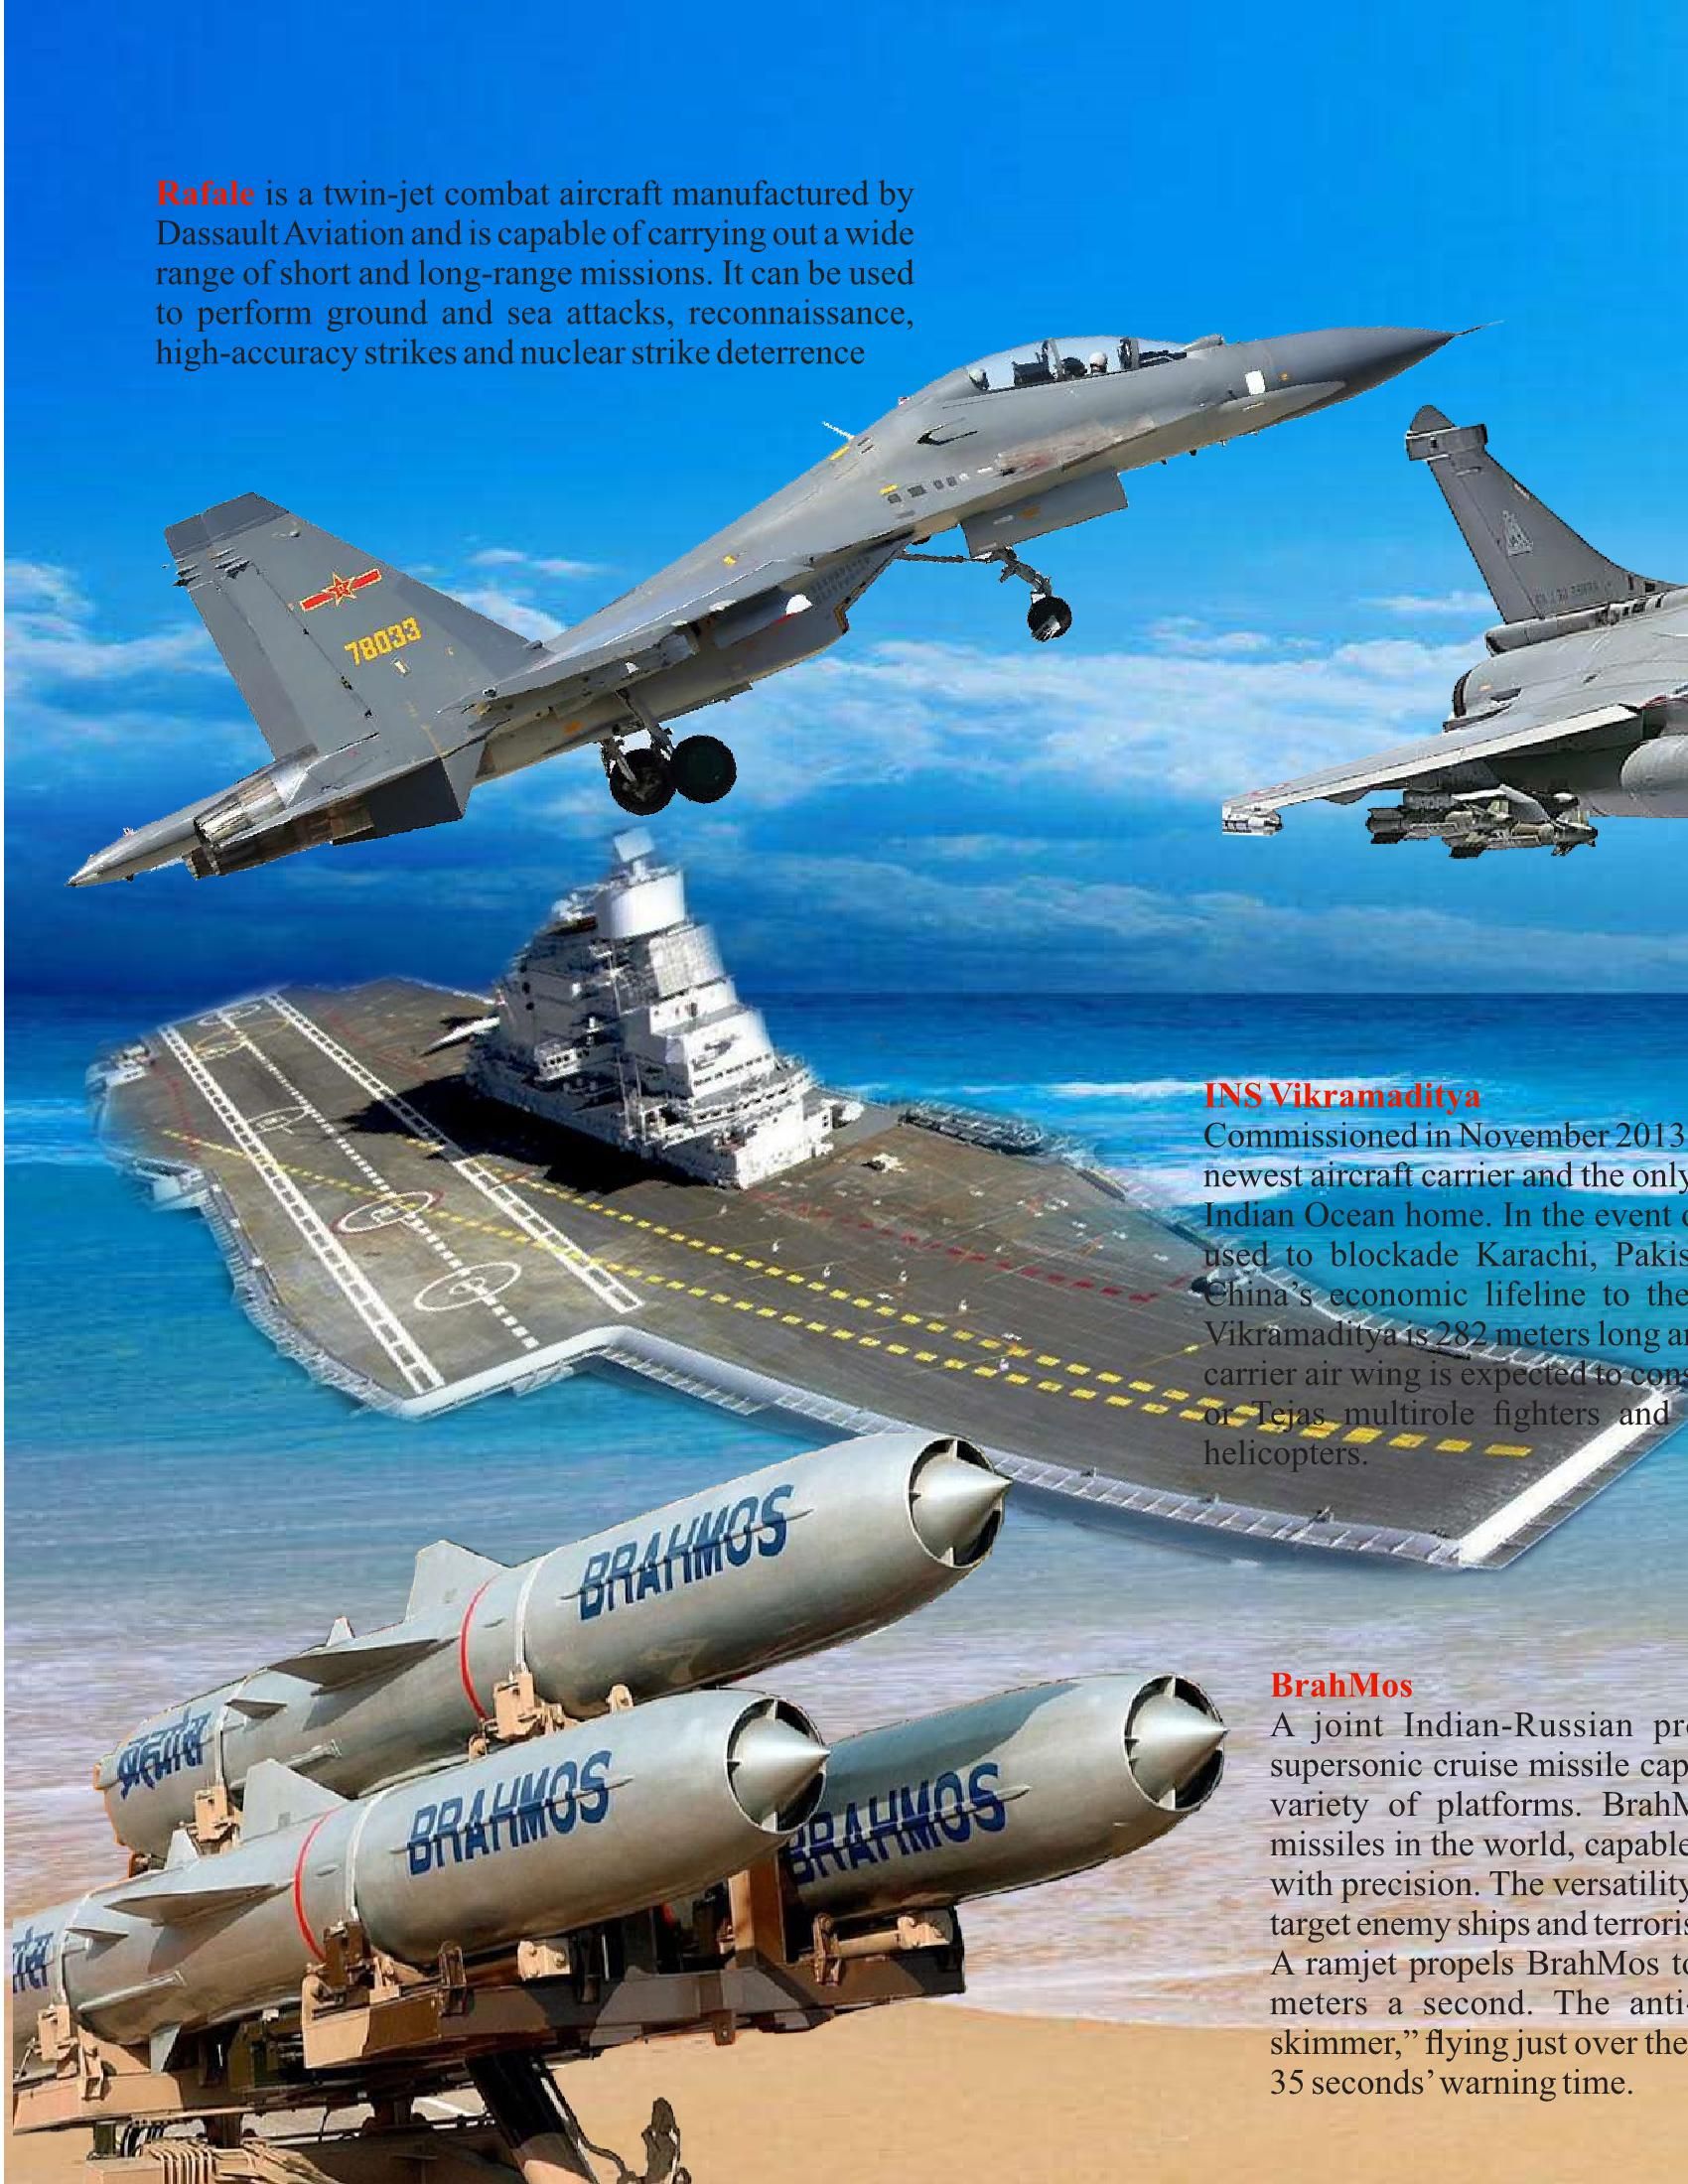 Rafale is a twin-jet combat aircraft manufactured by
Dassault Aviation and is capable of carrying out a wide
range of short and long-range missions. It can be used
to perform ground and sea attacks, reconnaissance,
high-accuracy strikes and nuclear strike deterrence
78033
INS Vikramaditya
Commissioned in November 2013
newest aircraft carrier and the only
Indian Ocean home. In the event
used to blockade Karachi, Pakis
China’s economic lifeline to the
Vikramaditya is 282 meters long
carrier air wing is expected to cons
or Tejas multirole fighters and
helicopters.
BRAHMOS
BRAHMOS
BRAHMOS
BrahMos
A joint Indian-Russian
supersonic cruise missile cap
variety of platforms. BrahM
missiles in the world, capable
with precision. The versatility
target enemy ships and terroris
A ramjet propels BrahMos to
meters a second. The anti-
skimmer,” flying just over the
35 seconds’ warning time.